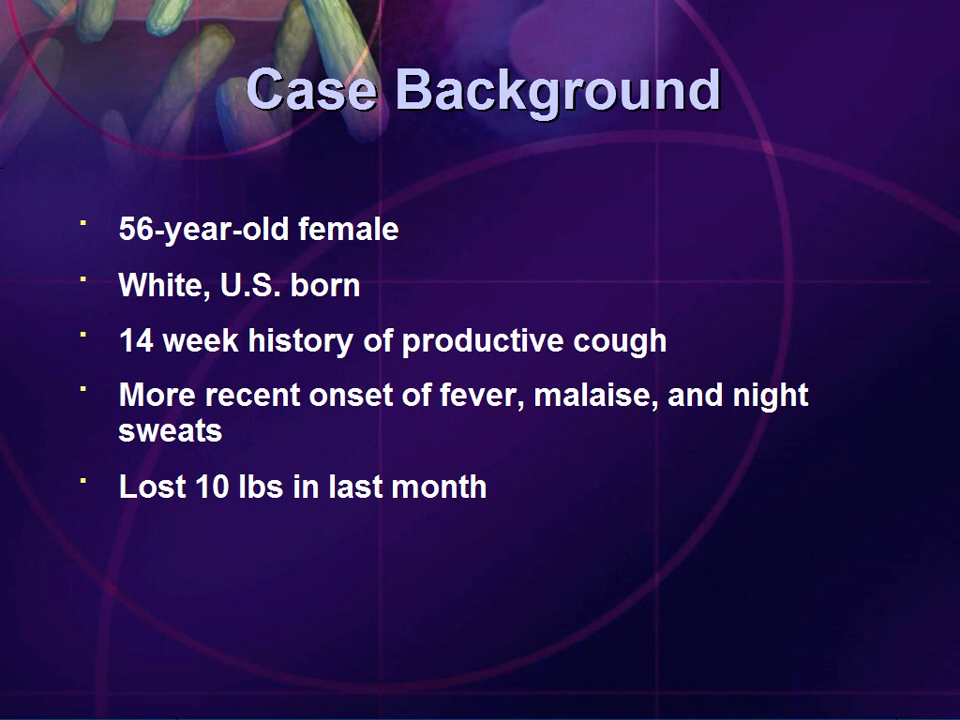 Case Background
56-year-old female
White, U.S. born
14 week history of productive cough
More recent onset of fever, malaise, and night
sweats
Lost 10 lbs in last month